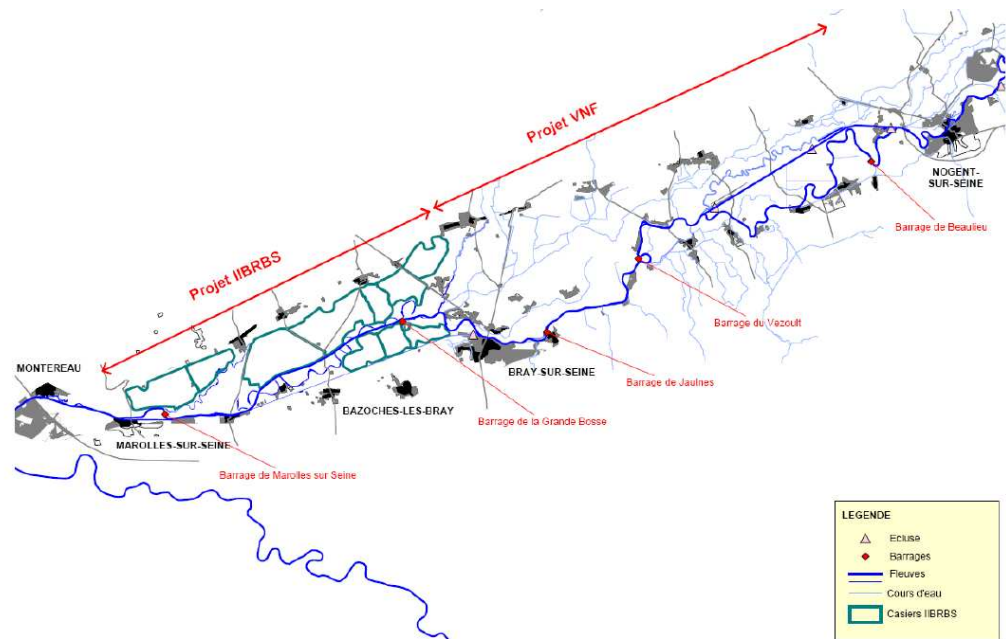 Projet VNF
Projet IIBRBS
NOGENT-
SUR-SEINE
Barrage de Beaulieu
Barrage du Vezoult
BRAY-SUR-SEINE
Barrage de Jaulnes
MONTEREAU
BAZOCHES-LES-BRAY
Barrage de la Grande Bosse
MAROLLES-SUR-SEINE
Barrage de Marolles sur Seine
LEGENDE
Ecluse
Barrages
Fleuves
Cours d'eau
Casiers IIBRBS